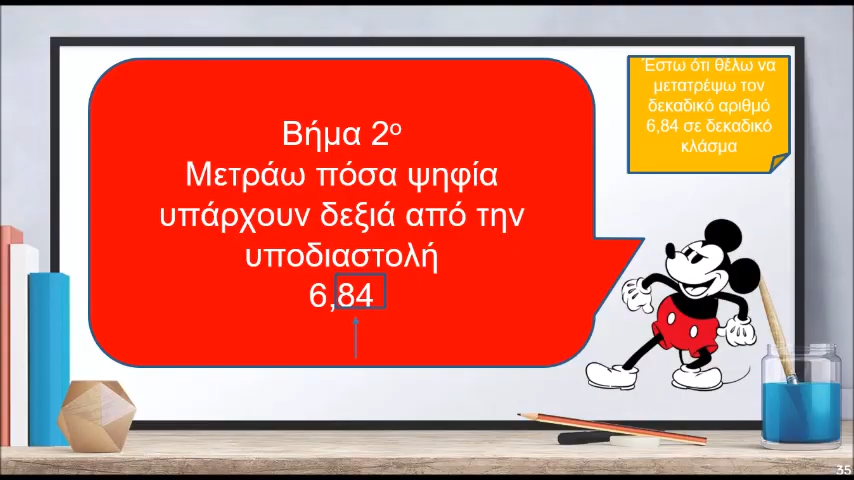 Βήμα 2ο
Μετράω πόσα ψηφία
υπάρχουν δεξιά από την
υποδιαστολή
6,84
Έστω ότι θέλω να
μετατρέψω τον
δεκαδικό αριθμό
6,84 σε δεκαδικό
κλάσμα
35